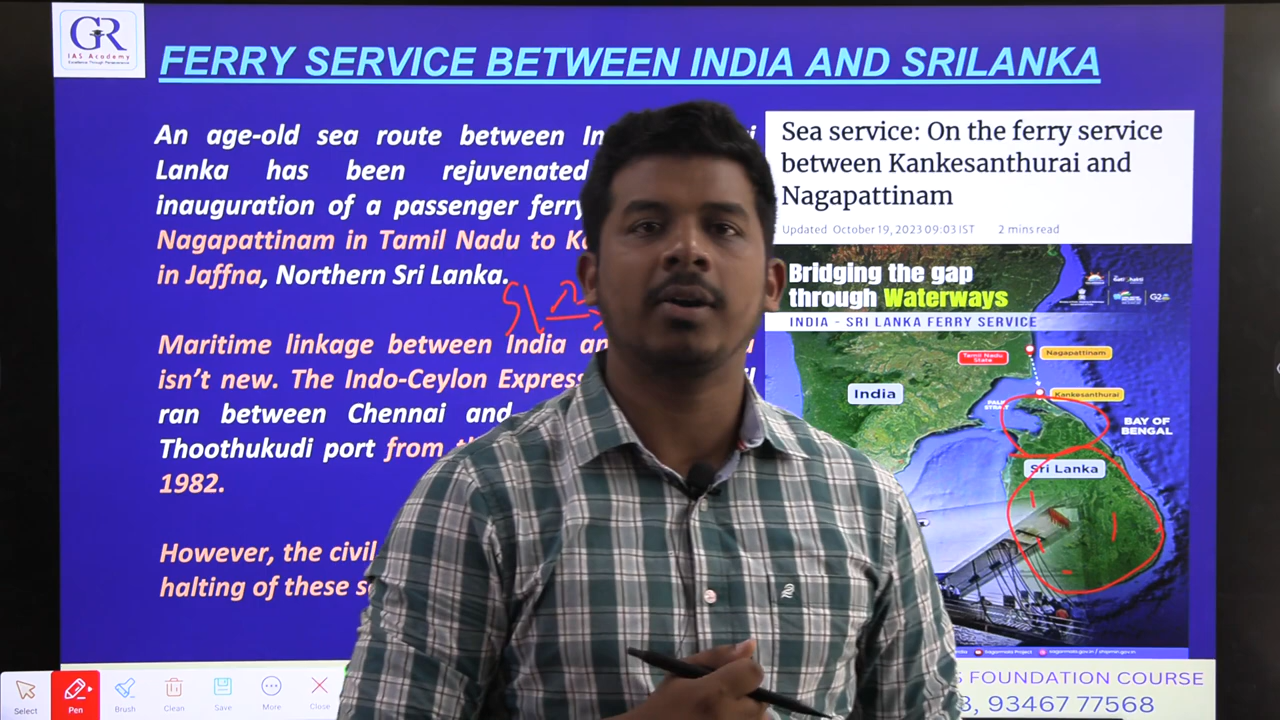 GR
IAS Academy
Excellence Through Perseverance
FERRY SERVICE BETWEEN INDIA AND SRILANKA
An age-old sea route between
Lanka has been rejuvenated
inauguration of a passenger ferry
Nagapattinam in Tamil Nadu to
in Jaffna, Northern Sri Lanka.
Maritime linkage between India
isn't new. The Indo-Ceylon Express
ran between Chennai and
Thoothukudi port from
1982.
However, the civil
halting of these
Sea service: On the ferry service
between Kankesanthurai and
Nagapattinam
Updated October 19, 2023 09:03 IST 2 mins read
Bridging the gap
through Waterways
INDIA - SRI LANKA FERRY SERVICE
Tamil Nadu
State
Nagapattinam
India
Kankesanthurai
PALK
STRAIT
BAY OF
BENGAL
Sri Lanka
FOUNDATION COURSE
93467 77568
Select
Pen
Brush
Clean
Save
More
Close